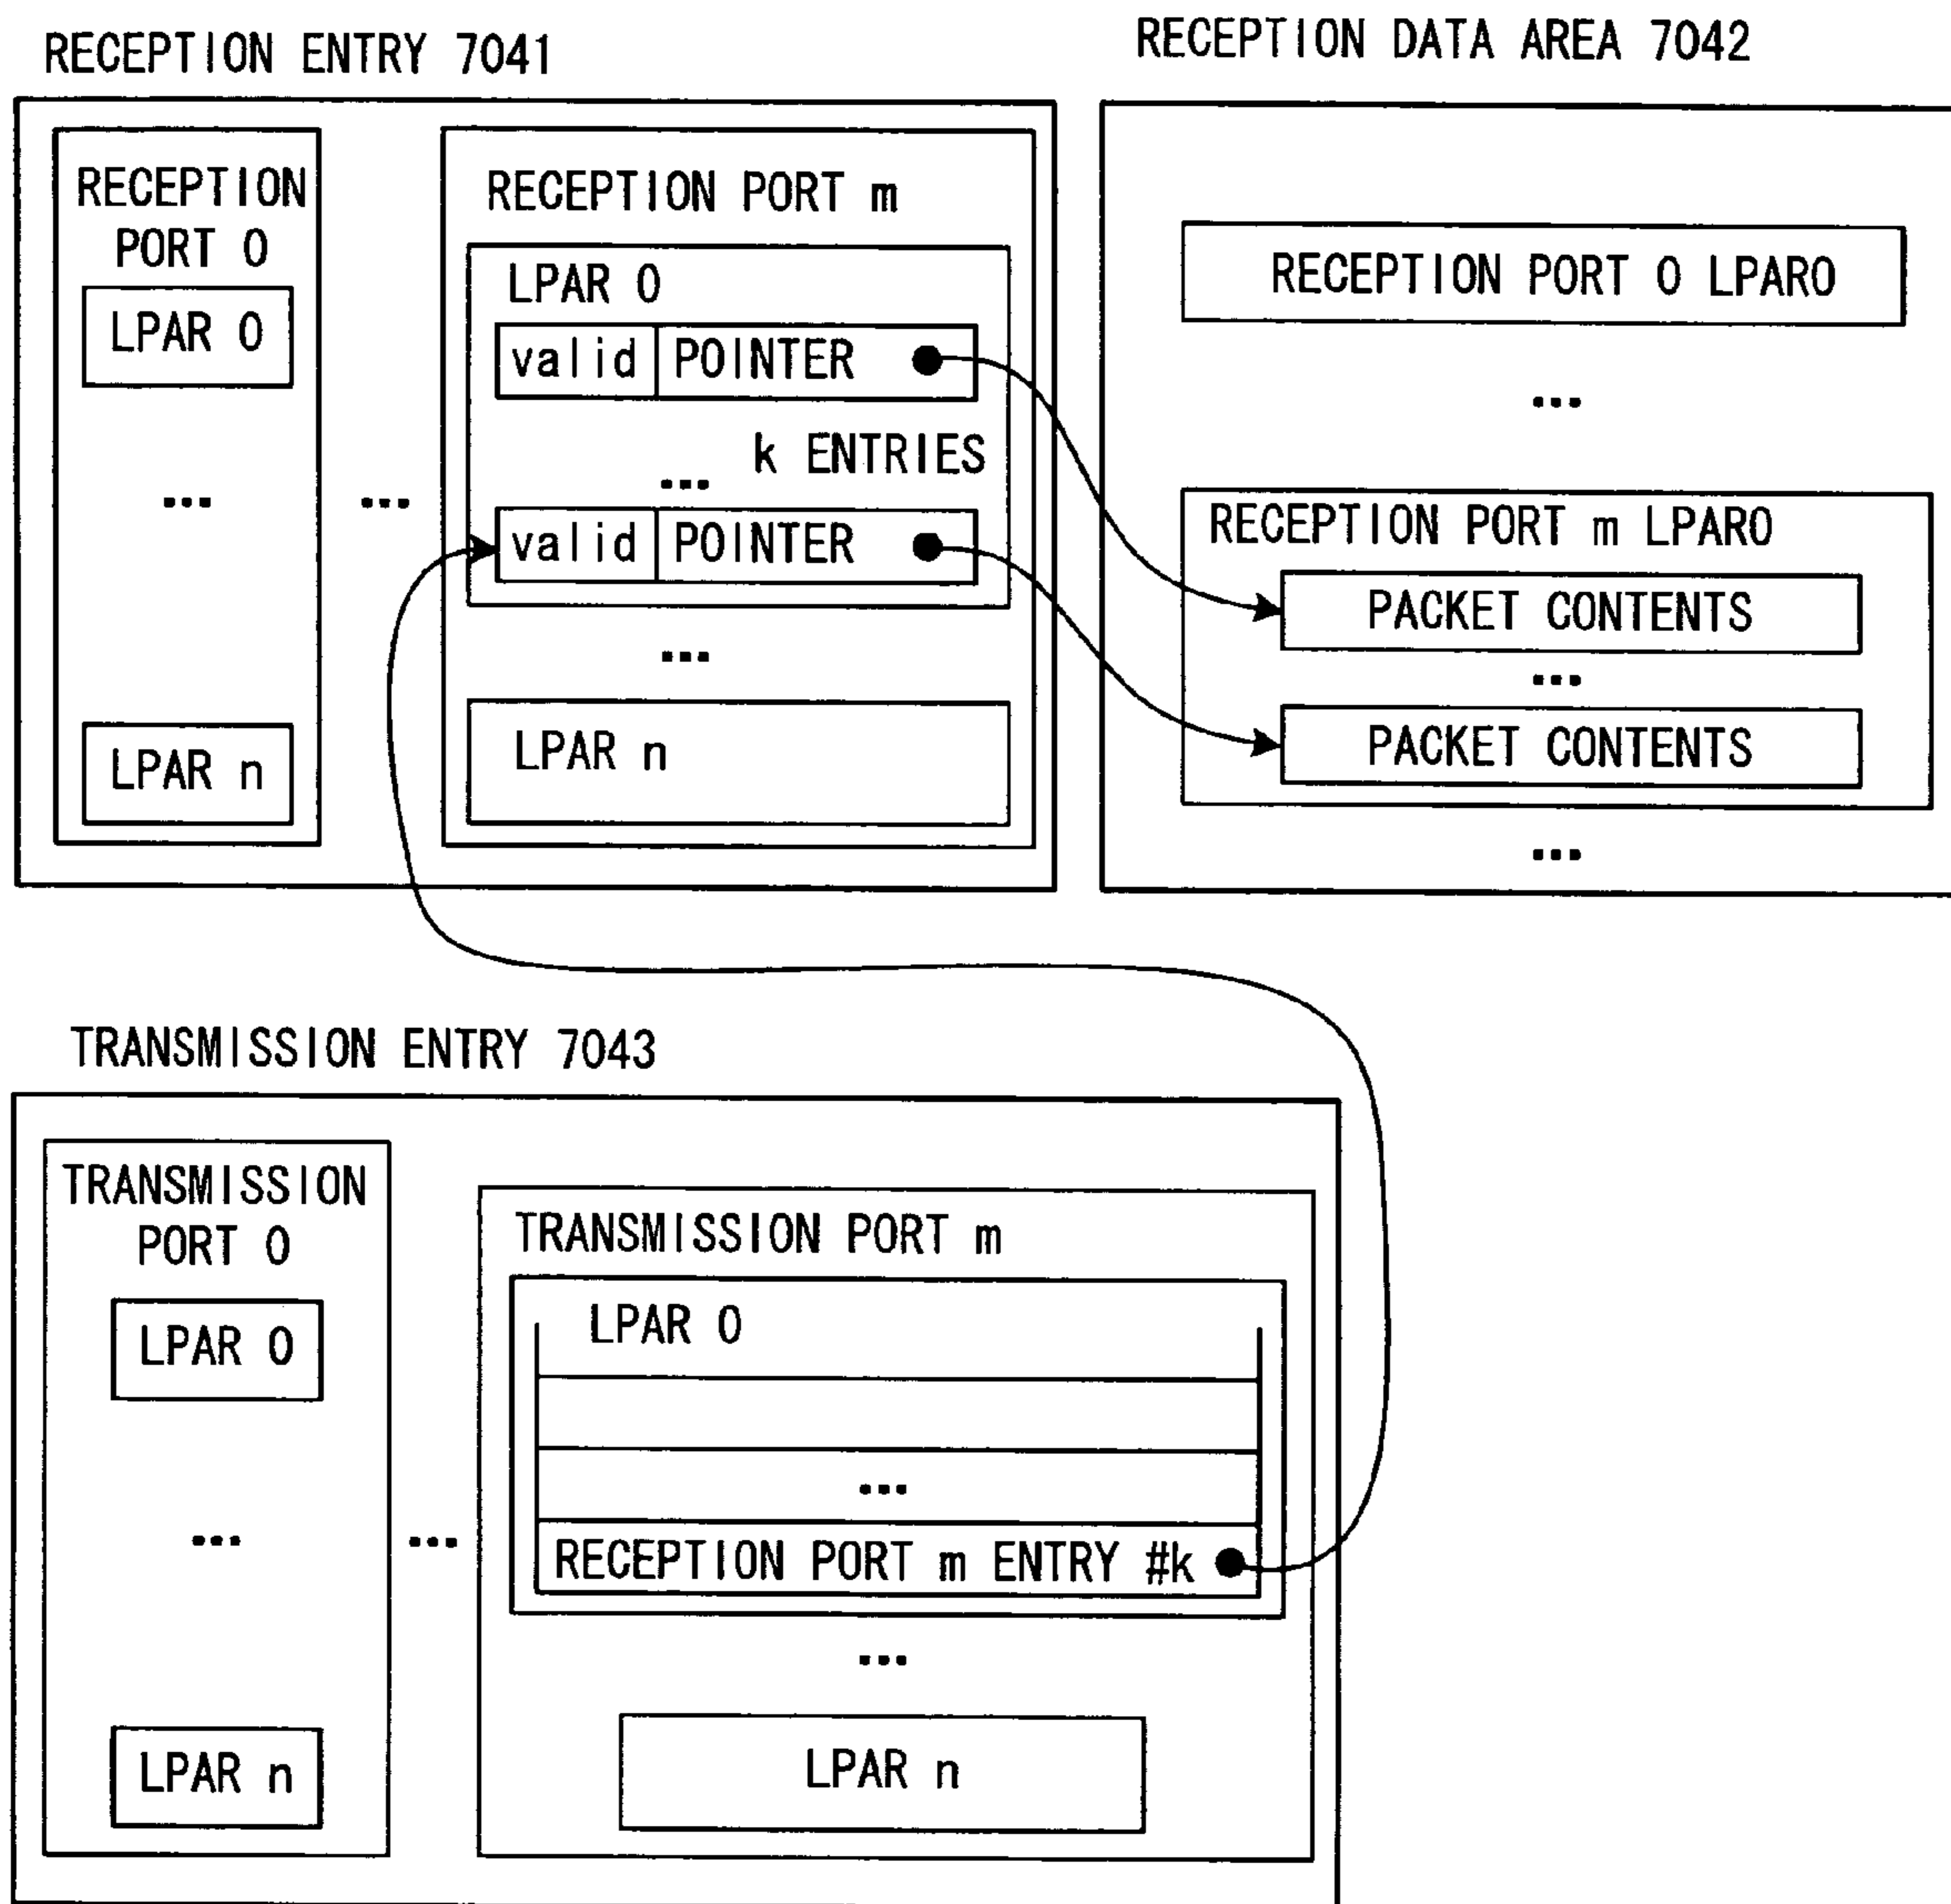 RECEPTION ENTRY 7041
RECEPTION
PORT 0
LPAR 0
...
LPAR n
...
RECEPTION PORT m
LPAR 0
valid POINTER
k ENTRIES
...
valid POINTER
...
LPAR n
RECEPTION DATA AREA 7042
RECEPTION PORT 0 LPAR0
...
RECEPTION PORT m LPAR0
PACKET CONTENTS
...
PACKET CONTENTS
...
TRANSMISSION ENTRY 7043
TRANSMISSION
PORT 0
LPAR 0
...
LPAR n
...
TRANSMISSION PORT m
LPAR 0
...
RECEPTION PORT m ENTRY #k
...
LPAR n